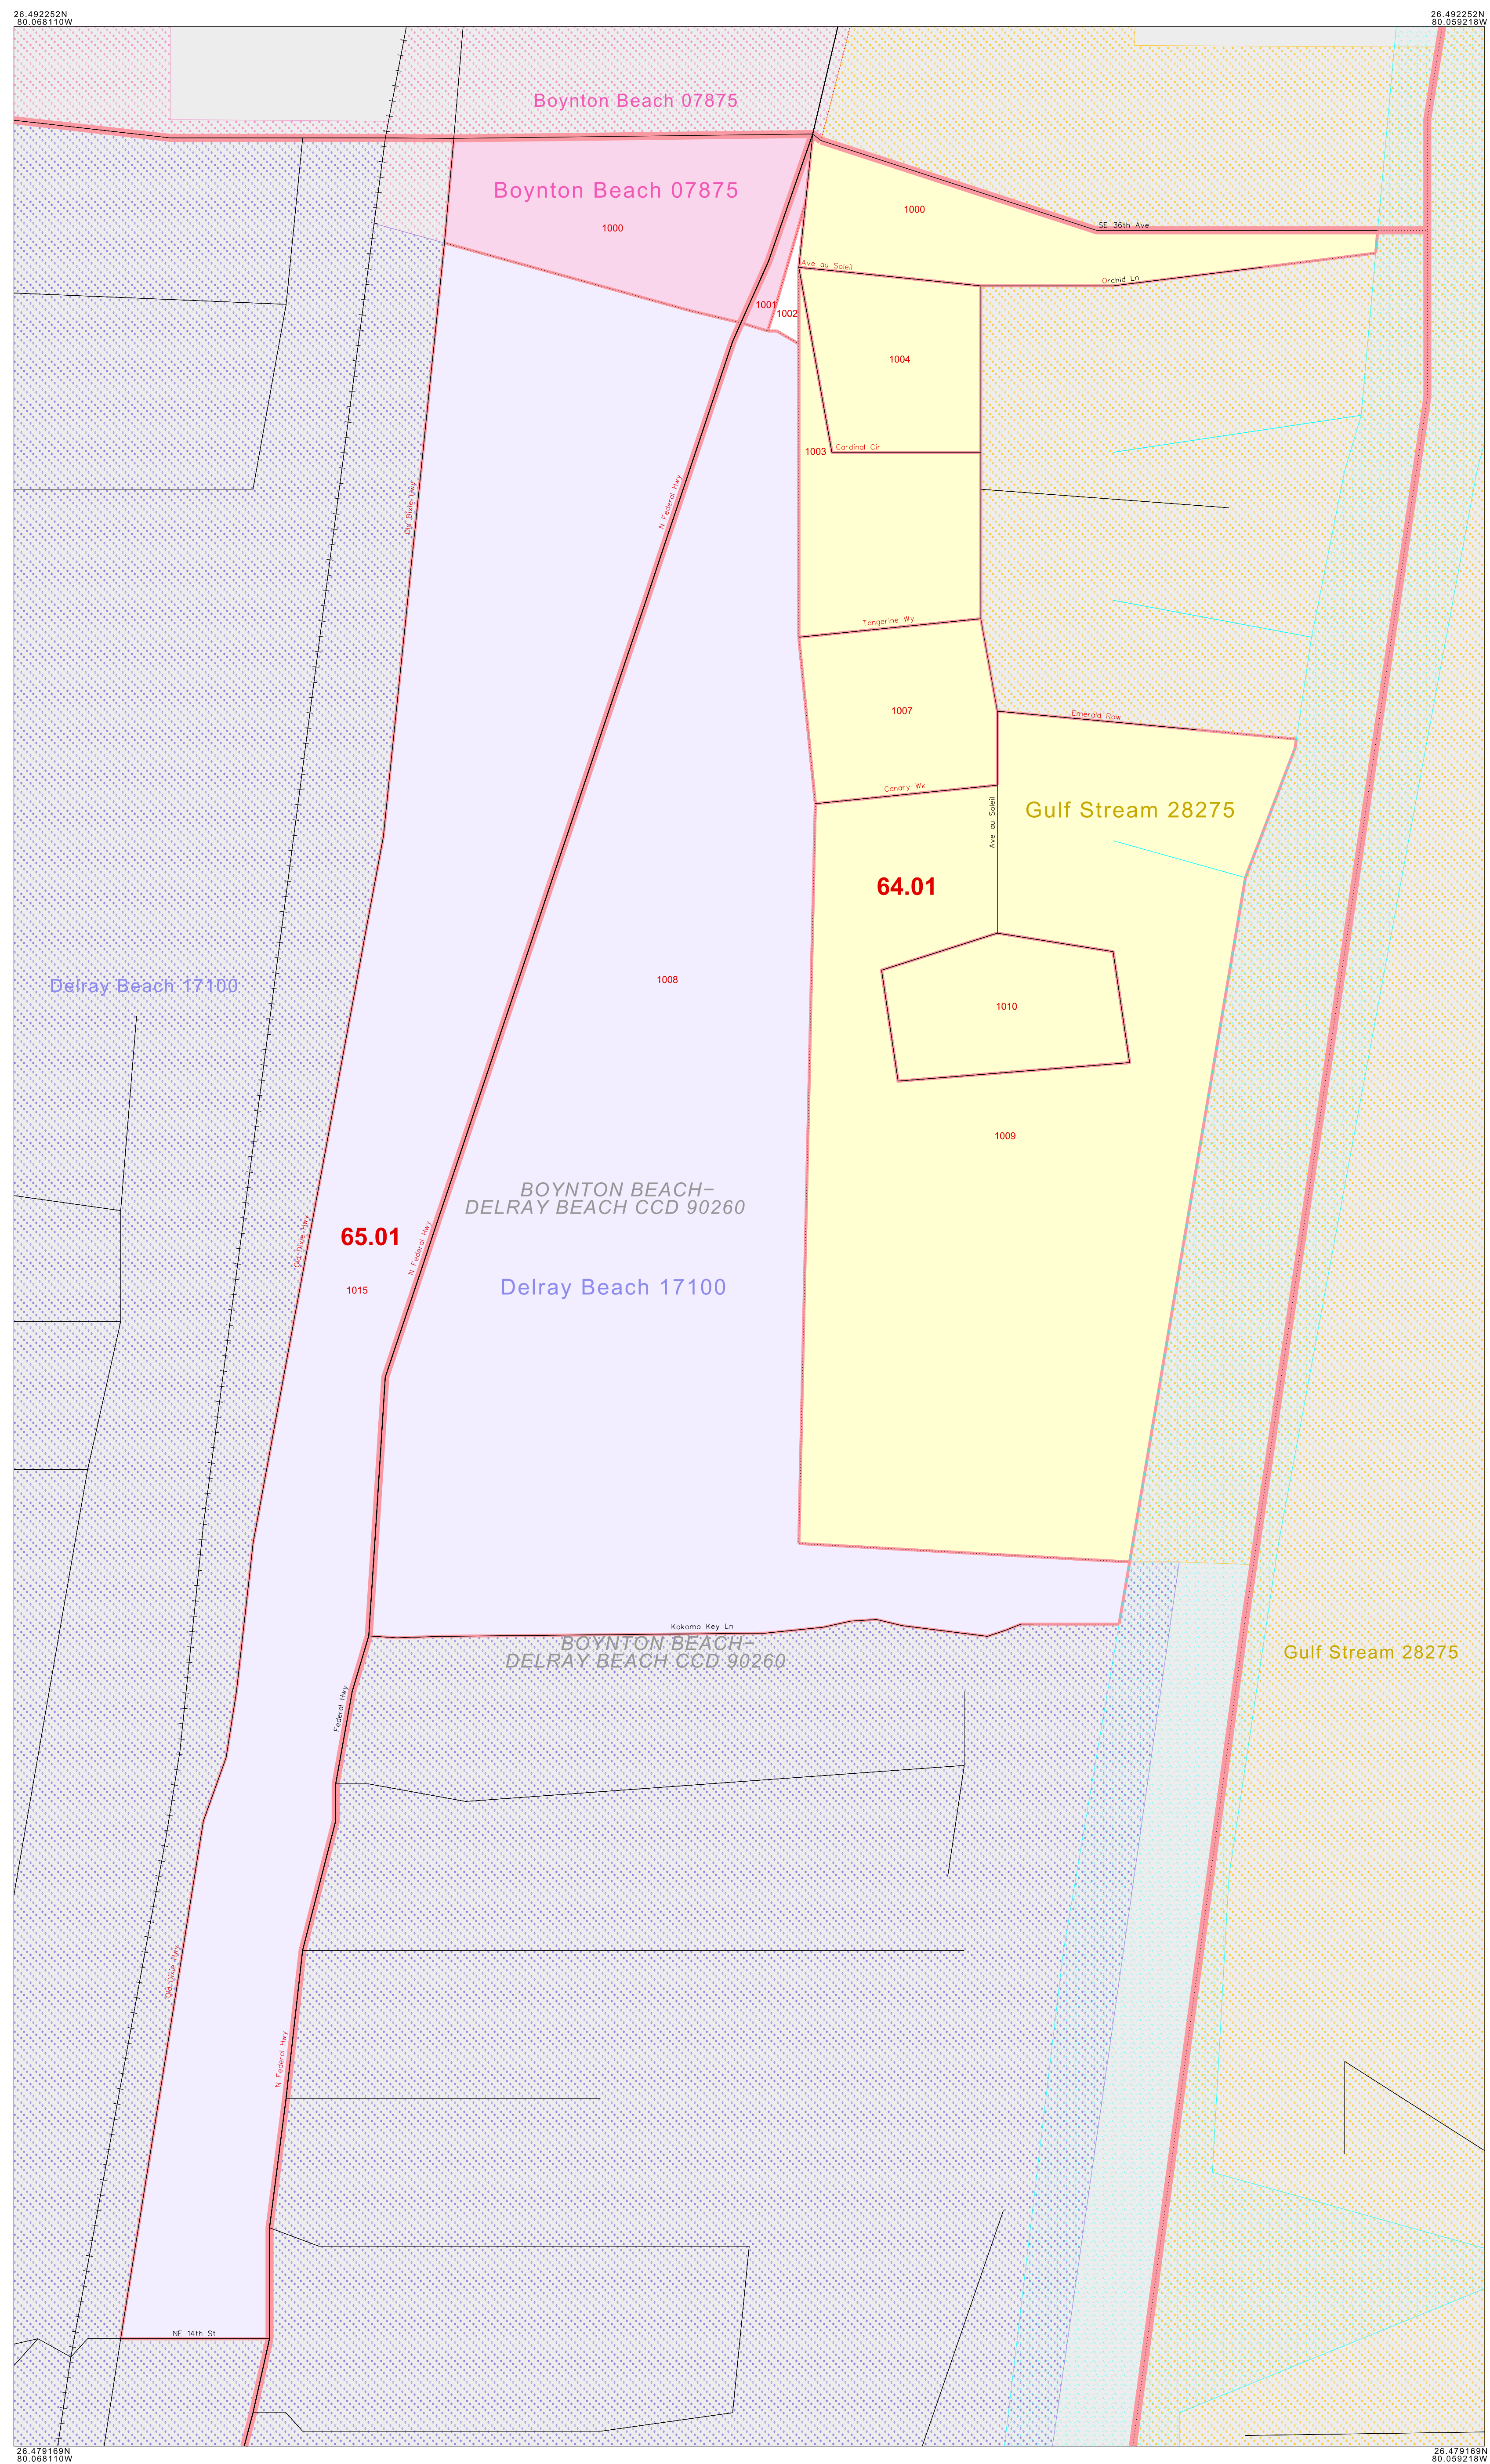 26.492252N
80.068110W
26.492252N
80.059218W
Boynton Beach 07875
Boynton Beach 07875
1000
1000
SE 36th Ave
Ave au Soleil
Orchid Ln
1001
1002
1004
1003
Cardinal Cir
Old Dixie Hwy
N Federal Hwy
Tangerine Wy
1007
Emerald Row
Canary Wk
Ave au Soleil
Gulf Stream 28275
64.01
Delray Beach 17100
1008
1010
1009
BOYNTON BEACH–
DELRAY BEACH CCD 90260
65.01
Old Dixie Hwy
N Federal Hwy
1015
Delray Beach 17100
Kokomo Key Ln
BOYNTON BEACH–
DELRAY BEACH CCD 90260
Gulf Stream 28275
Federal Hwy
Old Dixie Hwy
N Federal Hwy
NE 14th St
26.479169N
80.068110W
26.479169N
80.059218W